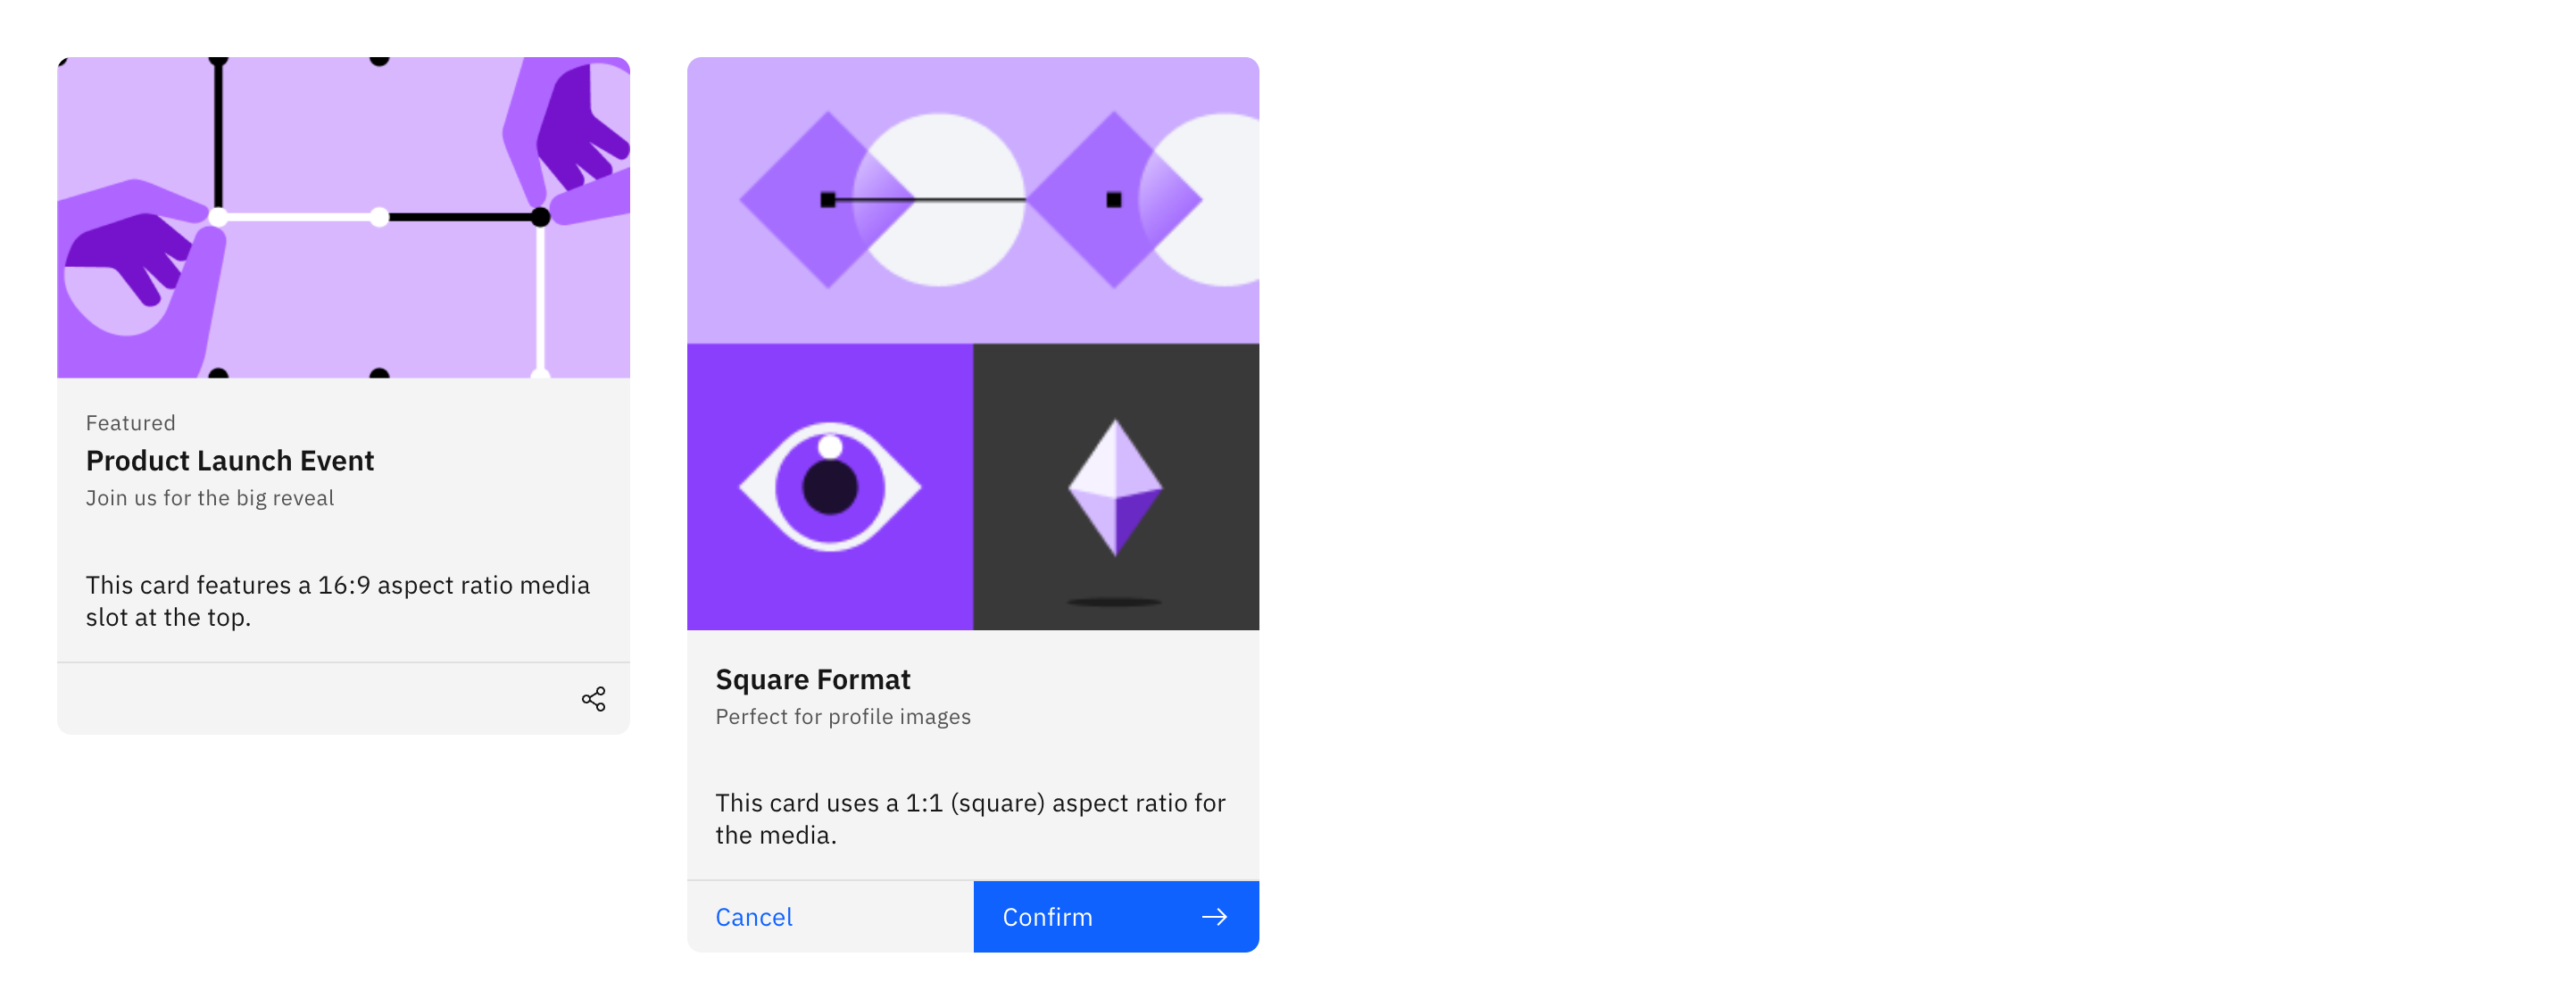 Featured
Product Launch Event
Join us for the big reveal
This card features a 16:9 aspect ratio media
slot at the top.
Square Format
Perfect for profile images
This card uses a 1:1 (square) aspect ratio for
the media.
Cancel
Confirm